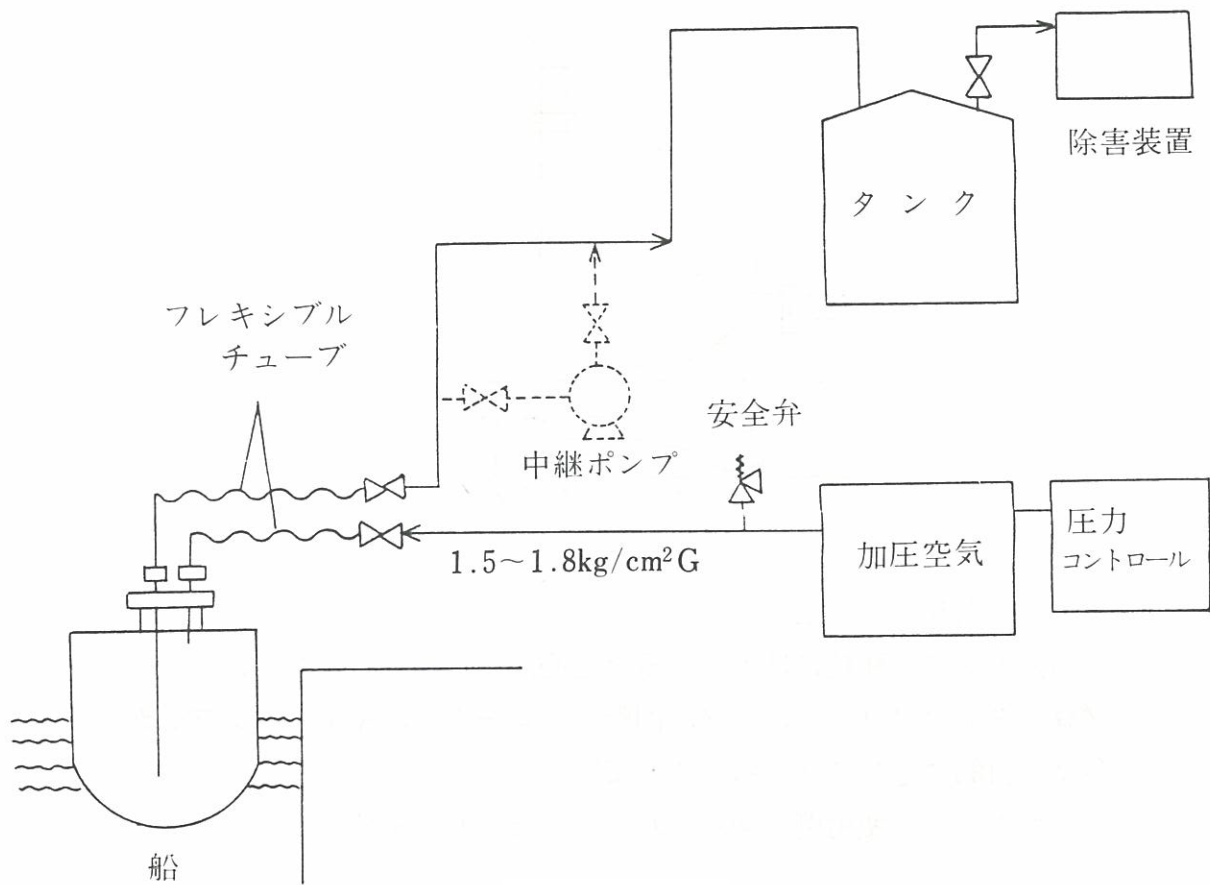 除害装置
タンク
フレキシブル
チューブ
安全弁
中継ポンプ
圧力
コントロール
加圧空気
1.5～1.8kg/cm²G
船